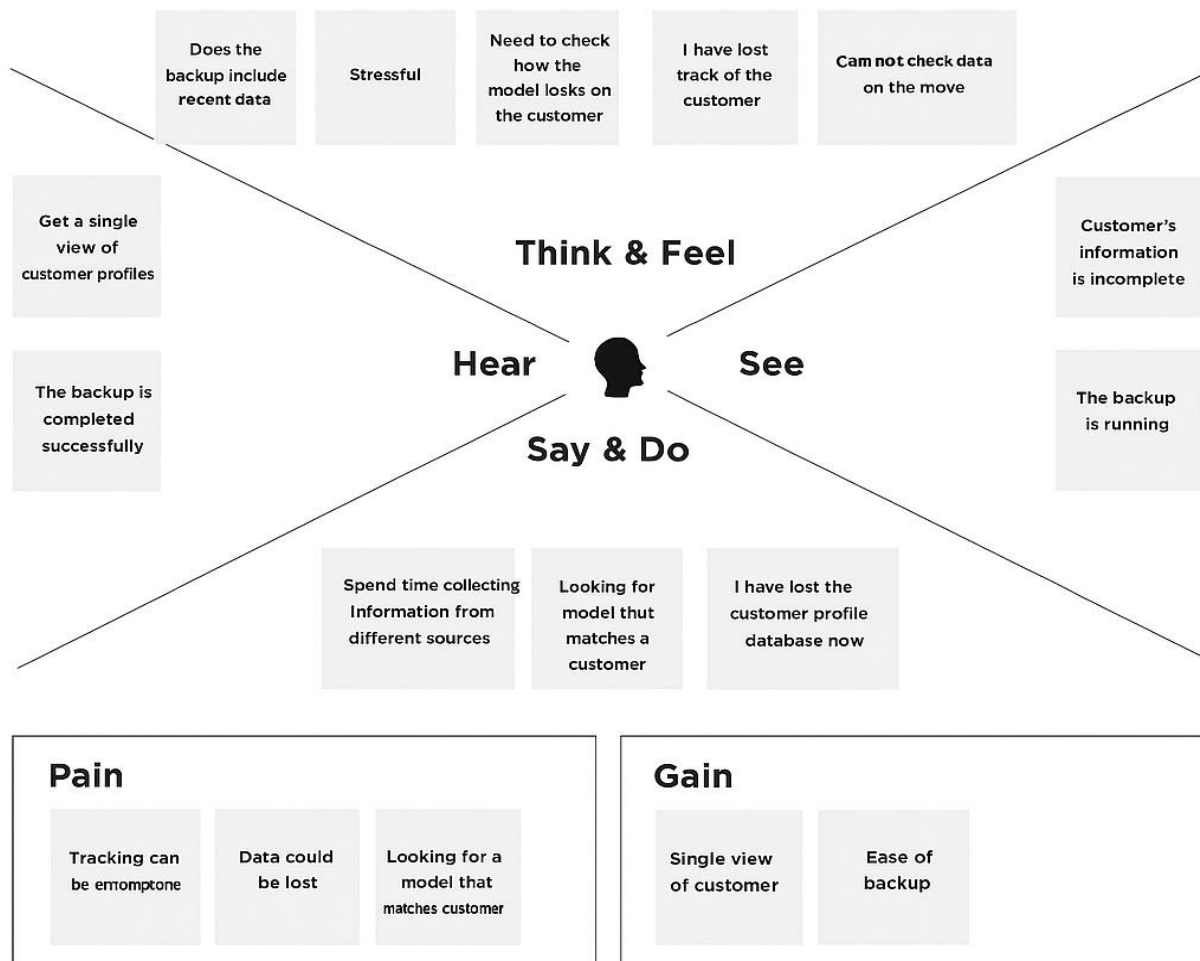 Does the
backup include
recent data
Stressful
Need to check
how the
model losks on
the customer
I have lost
track of the
customer
Cam not check data
on the move
Get a single
view of
customer profiles
The backup is
completed
successfully
Think & Feel
Hear
See
Say & Do
Customer's
information
is incomplete
The backup
is running
Spend time collecting
Information from
different sources
Looking for
model thut
matches a
customer
I have lost the
customer profile
database now
Pain
Tracking can
be erromptone
Data could
be lost
Looking for a
model that
matches customer
Gain
Single view
of customer
Ease of
backup